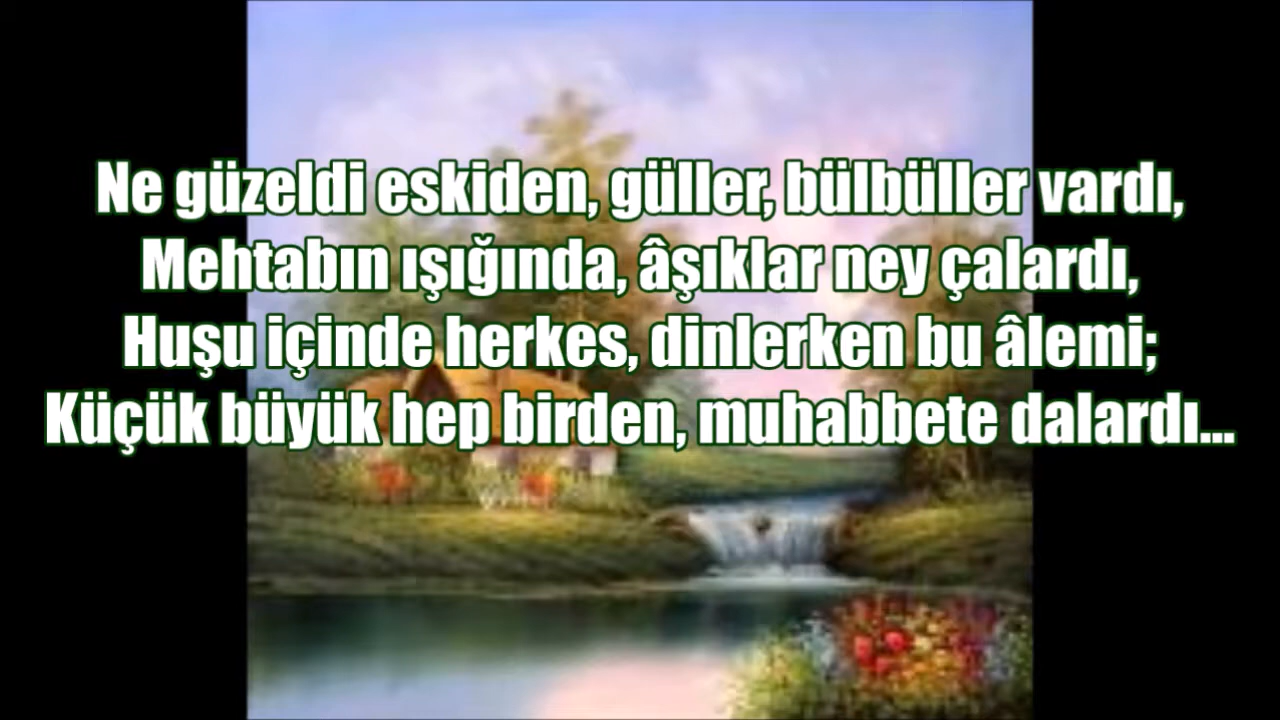 Ne güzeldi eskiden, güller, bülbüller vardı,
Mehtabın ışığında, âşıklar ney çalardı,
Huşu içinde herkes, dinlerken bu âlemi;
Küçük büyük hep birden, muhabbete dalardı...